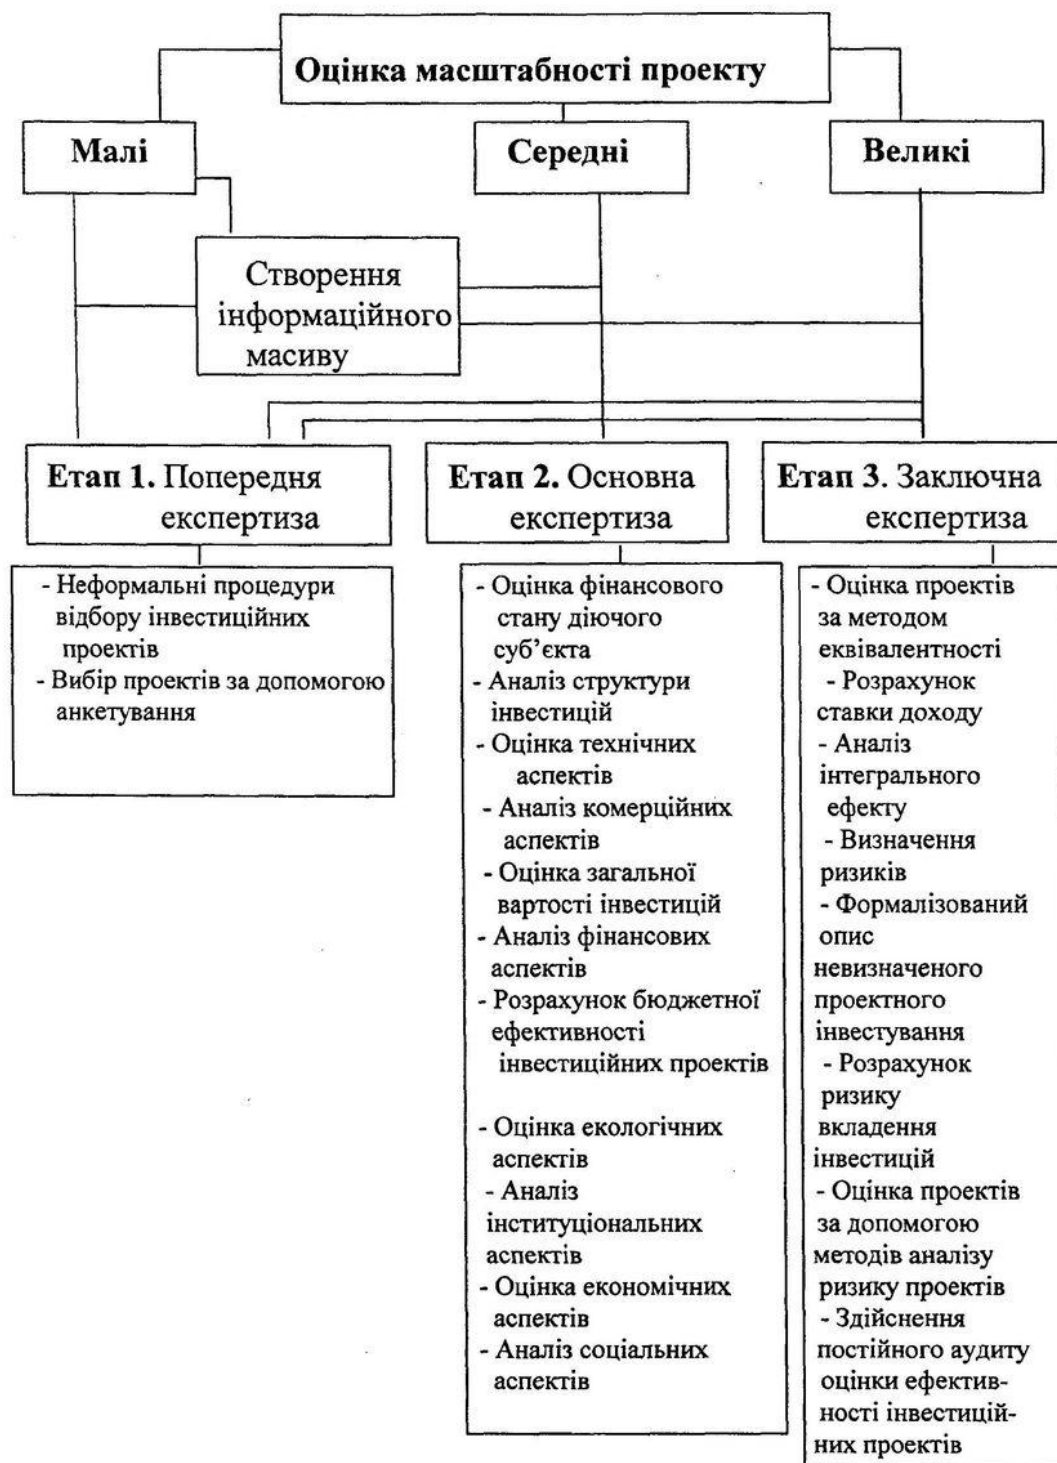 Оцінка масштабності проекту
Малі
Середні
Великі
Створення
інформаційного
масиву
Етап 1. Попередня
експертиза
- Неформальні процедури
відбору інвестиційних
проектів
- Вибір проектів за допомогою
анкетування
Етап 2. Основна
експертиза
- Оцінка фінансового
стану діючого
суб’єкта
- Аналіз структури
інвестицій
- Оцінка технічних
аспектів
- Аналіз комерційних
аспектів
- Оцінка загальної
вартості інвестицій
- Аналіз фінансових
аспектів
- Розрахунок бюджетної
ефективності
інвестиційних проектів
- Оцінка екологічних
аспектів
- Аналіз
інституціональних
аспектів
- Оцінка економічних
аспектів
- Аналіз соціальних
аспектів
Етап 3. Заключна
експертиза
- Оцінка проектів
за методом
еквівалентності
- Розрахунок
ставки доходу
- Аналіз
інтегрального
ефекту
- Визначення
ризиків
- Формалізований
опис
невизначеного
проектного
інвестування
- Розрахунок
ризику
вкладення
інвестицій
- Оцінка проектів
за допомогою
методів аналізу
ризику проектів
- Здійснення
постійного аудиту
оцінки ефектив-
ності інвестицій-
них проектів